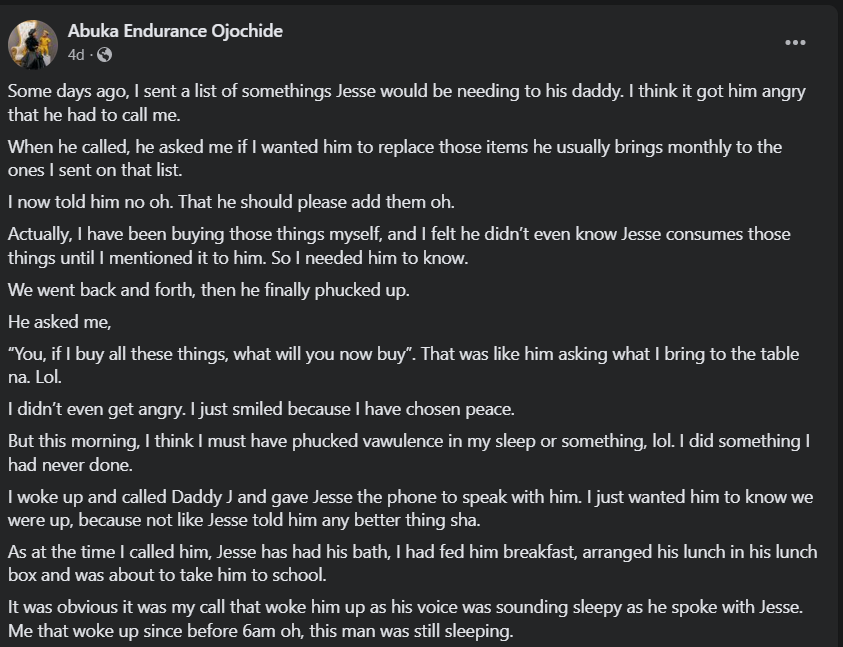 Abuka Endurance Ojochide
4d ·
Some days ago, I sent a list of somethings Jesse would be needing to his daddy. I think it got him angry
that he had to call me.
When he called, he asked me if I wanted him to replace those items he usually brings monthly to the
ones I sent on that list.
I now told him no oh. That he should please add them oh.
Actually, I have been buying those things myself, and I felt he didn’t even know Jesse consumes those
things until I mentioned it to him. So I needed him to know.
We went back and forth, then he finally phucked up.
He asked me,
“You, if I buy all these things, what will you now buy”. That was like him asking what I bring to the table
na. Lol.
I didn’t even get angry. I just smiled because I have chosen peace.
But this morning, I think I must have phucked vawulence in my sleep or something, lol. I did something I
had never done.
I woke up and called Daddy J and gave Jesse the phone to speak with him. I just wanted him to know we
were up, because not like Jesse told him any better thing sha.
As at the time I called him, Jesse has had his bath, I had fed him breakfast, arranged his lunch in his lunch
box and was about to take him to school.
It was obvious it was my call that woke him up as his voice was sounding sleepy as he spoke with Jesse.
Me that woke up since before 6am oh, this man was still sleeping.